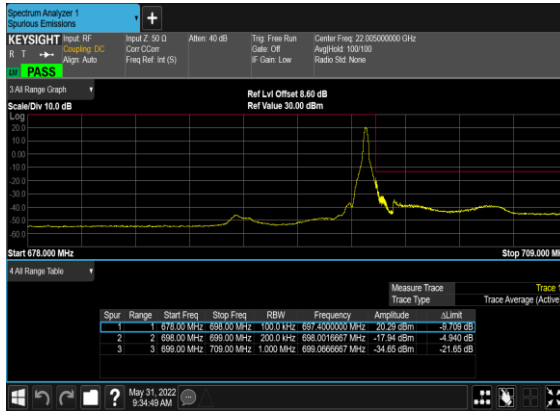 Spectrum Analyzer 1
Spurious Emissions
KEYSIGHT Input: RF Input Z: 50 Ω Atten: 40 dB Trig: Free Run Center Freq: 22.005000000 GHz
R T Coupling: DC Corr CCorr Gate: Off Avg|Hold: 100/100
Align: Auto Freq Ref: Int (S) IF Gain: Low Radio Std: None
LU PASS
3 All Range Graph
Ref Lvl Offset 8.60 dB
Scale/Div 10.0 dB Ref Value 30.00 dBm
Log
20.0
10.0
0.00
-10.0
-20.0
-30.0
-40.0
-50.0
-60.0
Start 678.000 MHz Stop 709.000 MH
4 All Range Table
Measure Trace Trace 1
Trace Type Trace Average (Active
Spur Range Start Freq Stop Freq RBW Frequency Amplitude ΔLimit
1 1 678.00 MHz 698.00 MHz 100.0 kHz 697.4000000 MHz 20.29 dBm -9.709 dB
2 2 698.00 MHz 699.00 MHz 200.0 kHz 698.0016667 MHz -17.94 dBm -4.940 dB
3 3 699.00 MHz 709.00 MHz 1.000 MHz 699.0666667 MHz -34.65 dBm -21.65 dB
May 31, 2022
9:34:49 AM